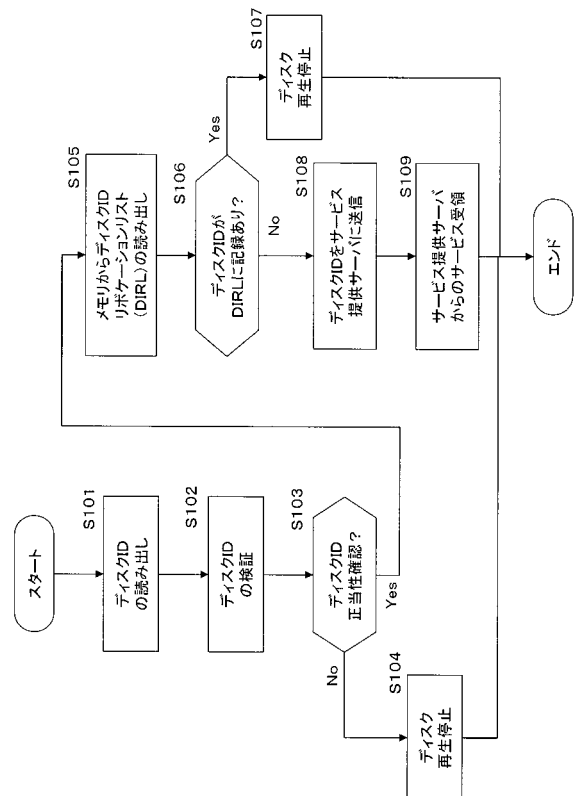 スタート
S101
ディスクID
の読み出し
S102
ディスクID
の検証
S103
ディスクID
正当性確認？
No
Yes
S104
ディスク
再生停止
S105
メモリからディスクID
リボケーションリスト
（DIRL）の読み出し
S106
ディスクIDが
DIRLに記録あり？
Yes
No
S107
ディスク
再生停止
S108
ディスクIDをサービス
提供サーバに送信
S109
サービス提供サーバ
からのサービス受領
エンド